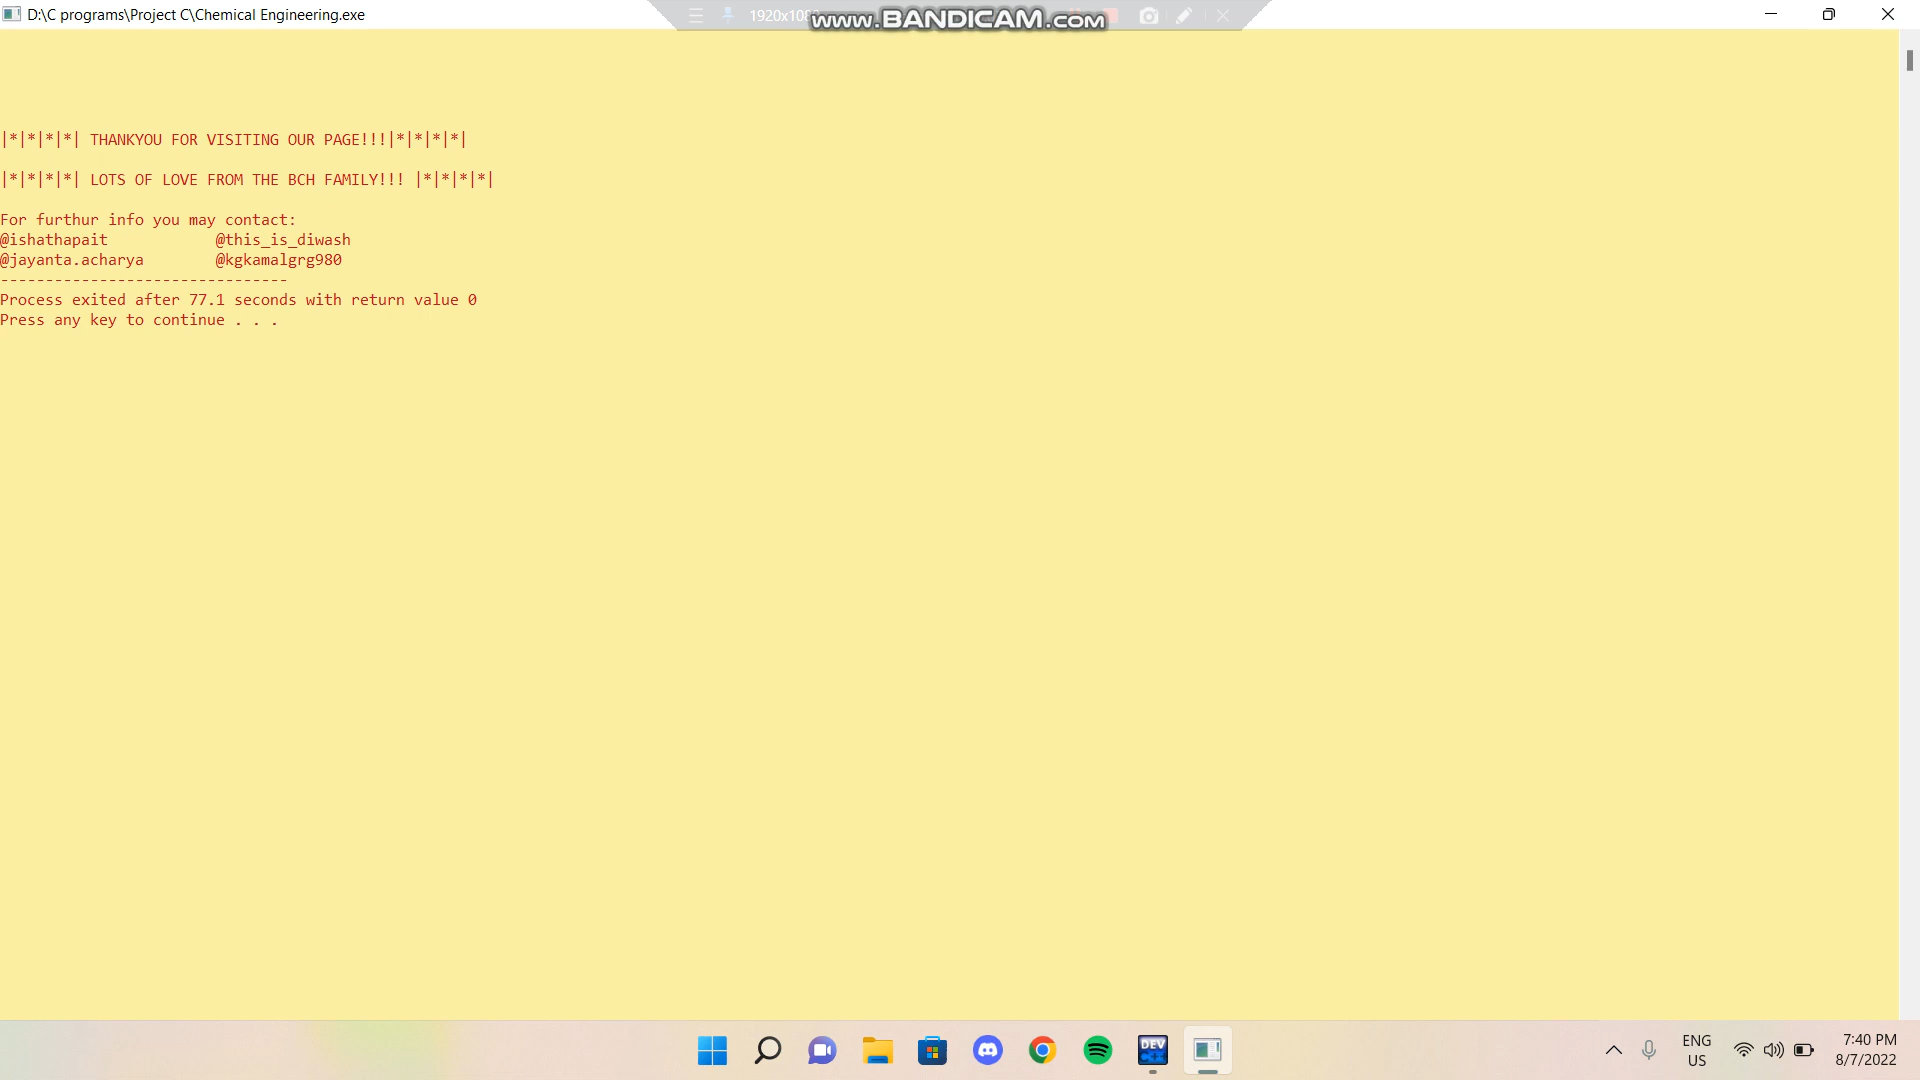 D:\C programs\Project C\Chemical Engineering.exe
www.BANDICAM.com
|*|*|*|*| THANKYOU FOR VISITING OUR PAGE!!!|*|*|*|*|
|*|*|*|*| LOTS OF LOVE FROM THE BCH FAMILY!!! |*|*|*|*|
For furthur info you may contact:
@ishathapait @this_is_diwash
@jayanta.acharya @kgkamalgrg980
--------------------------------
Process exited after 77.1 seconds with return value 0
Press any key to continue . . .
DEV
ENG
US
7:40 PM
8/7/2022